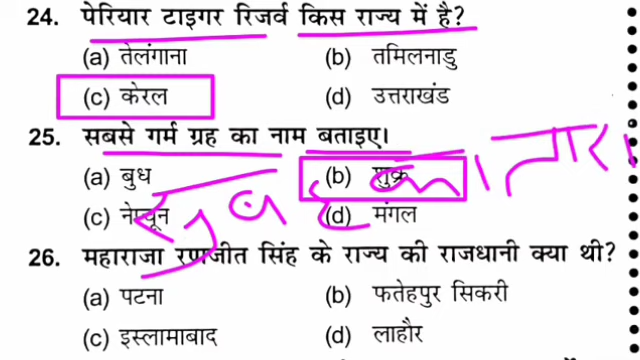 24. पेरियार टाइगर रिजर्व किस राज्य में है?
(a) तेलंगाना (b) तमिलनाडु
(c) केरल (d) उत्तराखंड
25. सबसे गर्म ग्रह का नाम बताइए।
(a) बुध (b) शुक्र
सुबह का तारा
(c) नेप्च्यून (d) मंगल
26. महाराजा रणजीत सिंह के राज्य की राजधानी क्या थी?
(a) पटना (b) फतेहपुर सिकरी
(c) इस्लामाबाद (d) लाहौर